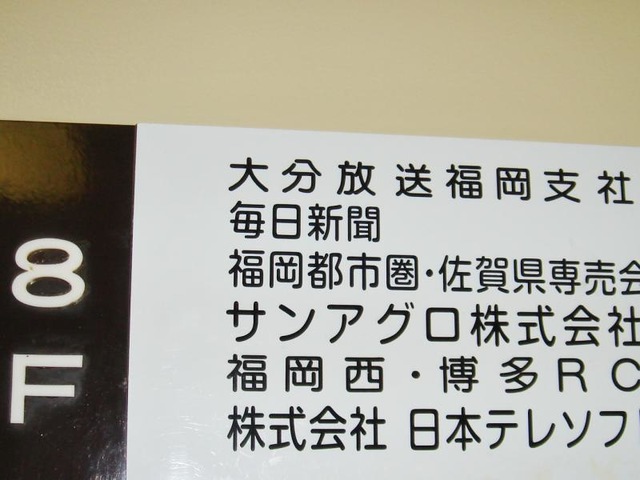 8F
大分放送福岡支社
毎日新聞
福岡都市圏・佐賀県専売会
サンアグロ株式会社
福岡西・博多RC
株式会社 日本テレソフト